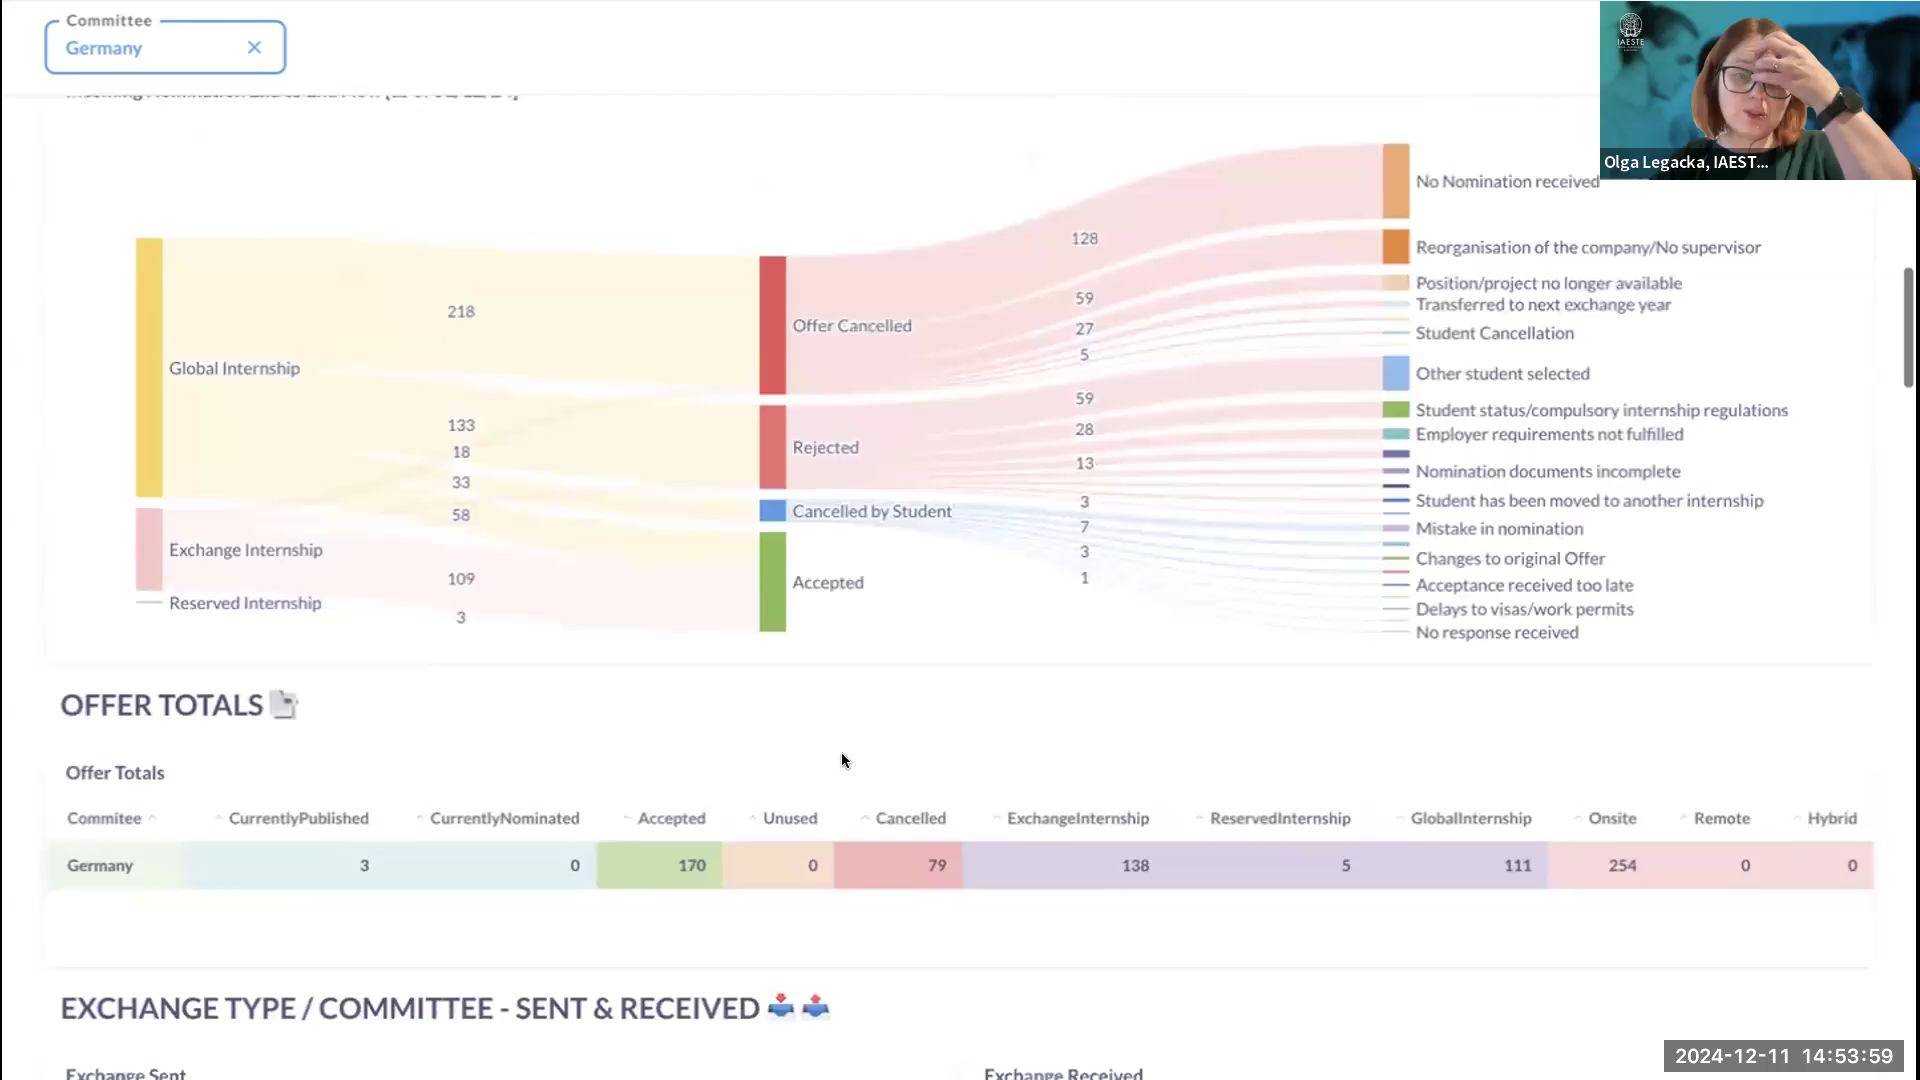 Committee
Germany
IAESTE
Olga Legacka, IAEST...
No Nomination received
128
Reorganisation of the company/No supervisor
Position/project no longer available
59
Transferred to next exchange year
218
Offer Cancelled
27
Student Cancellation
5
Global Internship
Other student selected
59
Student status/compulsory internship regulations
133
28
Employer requirements not fulfilled
18
Rejected
13
Nomination documents incomplete
33
3
Student has been moved to another internship
58
Cancelled by Student
7
Mistake in nomination
Exchange Internship
3
Changes to original Offer
109
Accepted
1
Acceptance received too late
Reserved Internship
3
Delays to visas/work permits
No response received
OFFER TOTALS
Offer Totals
Commitee CurrentlyPublished CurrentlyNominated Accepted Unused Cancelled ExchangeInternship ReservedInternship GlobalInternship Onsite Remote Hybrid
Germany 3 0 170 0 79 138 5 111 254 0 0
EXCHANGE TYPE / COMMITTEE - SENT & RECEIVED
Exchange Sent Exchange Received
2024-12-11 14:53:59